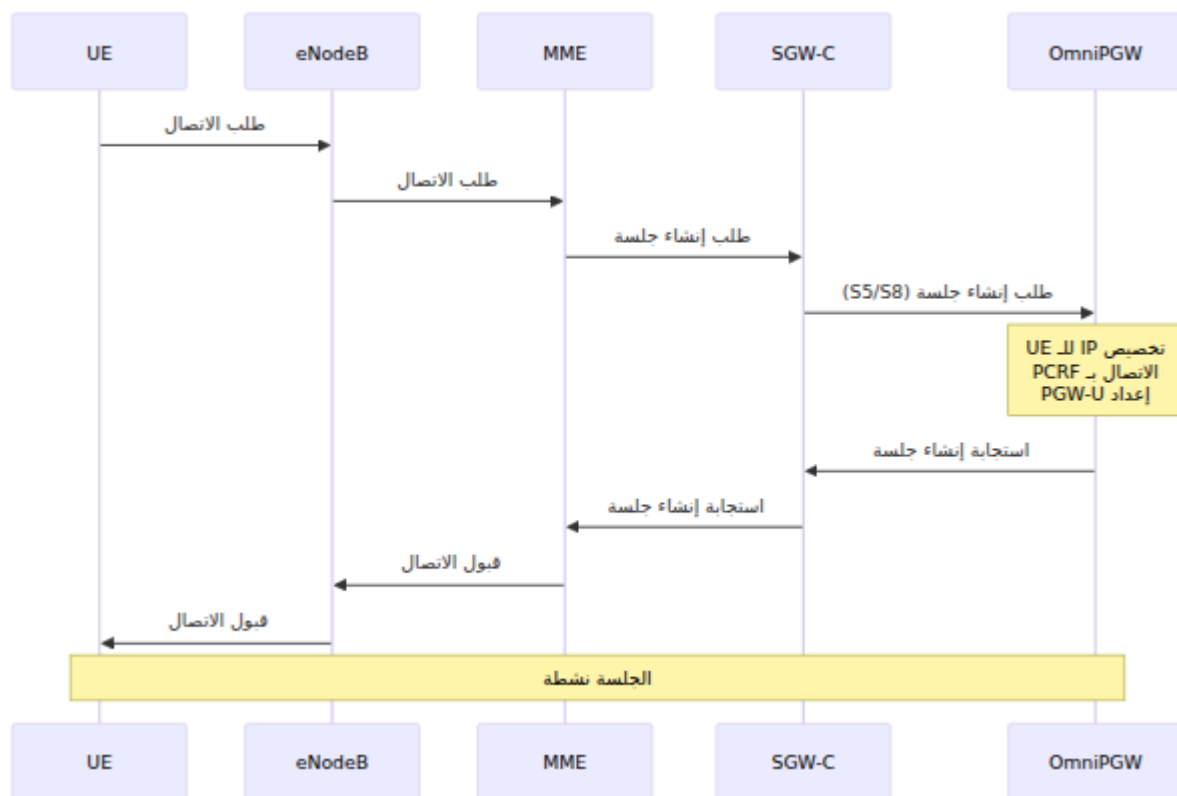 UE
eNodeB
MME
SGW-C
OmniPGW
طلب الاتصال
طلب الاتصال
طلب إنشاء جلسة
طلب إنشاء جلسة (S5/S8)
تخصيص IP للـ UE
الاتصال بـ PCRF
إعداد PGW-U
استجابة إنشاء جلسة
استجابة إنشاء جلسة
قبول الاتصال
قبول الاتصال
الجلسة نشطة
UE
eNodeB
MME
SGW-C
OmniPGW